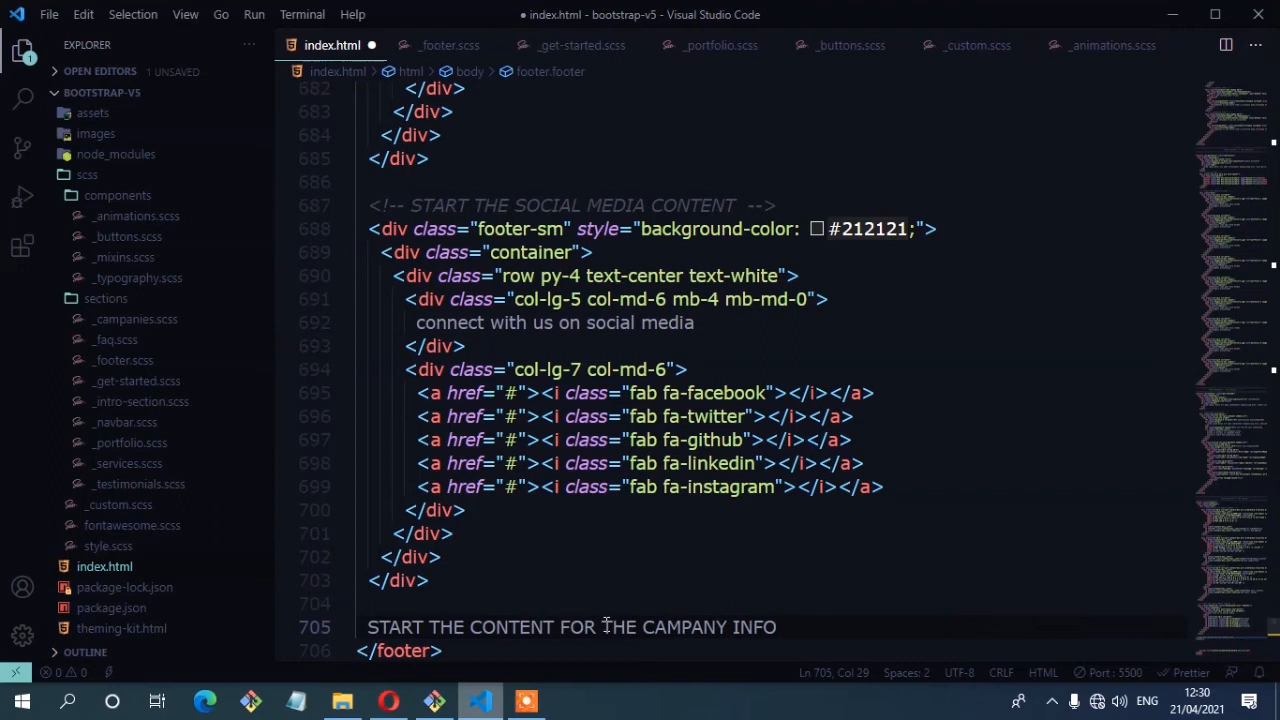 File Edit Selection View Go Run Terminal Help
● index.html - bootstrap-v5 - Visual Studio Code
EXPLORER
index.html ● _footer.scss _get-started.scss _portfolio.scss _buttons.scss _custom.scss _animations.scss
OPEN EDITORS 1 UNSAVED
index.html > html > body > footer.footer
BOOTSTRAP-V5
assets
images
node_modules
scss
components
_animations.scss
_buttons.scss
_mixins.scss
_typography.scss
sections
_campanies.scss
_faq.scss
_footer.scss
_get-started.scss
_intro-section.scss
_navbar.scss
_portfolio.scss
_services.scss
_testimonials.scss
_custom.scss
fontawesome.scss
style.scss
index.html
package-lock.json
package.json
theming-kit.html
OUTLINE
682 </div>
683 </div>
684 </div>
685 </div>
686
687 <!-- START THE SOCIAL MEDIA CONTENT  -->
688 <div class="footer-sm" style="background-color: #212121;">
689 <div class="container">
690 <div class="row py-4 text-center text-white">
691 <div class="col-lg-5 col-md-6 mb-4 mb-md-0">
692 connect with us on social media
693 </div>
694 <div class="col-lg-7 col-md-6">
695 <a href="#"><i class="fab fa-facebook"></i></a>
696 <a href="#"><i class="fab fa-twitter"></i></a>
697 <a href="#"><i class="fab fa-github"></i></a>
698 <a href="#"><i class="fab fa-linkedin"></i></a>
699 <a href="#"><i class="fab fa-instagram"></i></a>
700 </div>
701 </div>
702 </div>
703 </div>
704
705 START THE CONTENT FOR THE CAMPANY INFO
706 </footer>
0 0 Ln 705, Col 29 Spaces: 2 UTF-8 CRLF HTML Port : 5500 Prettier
ENG
12:30
21/04/2021